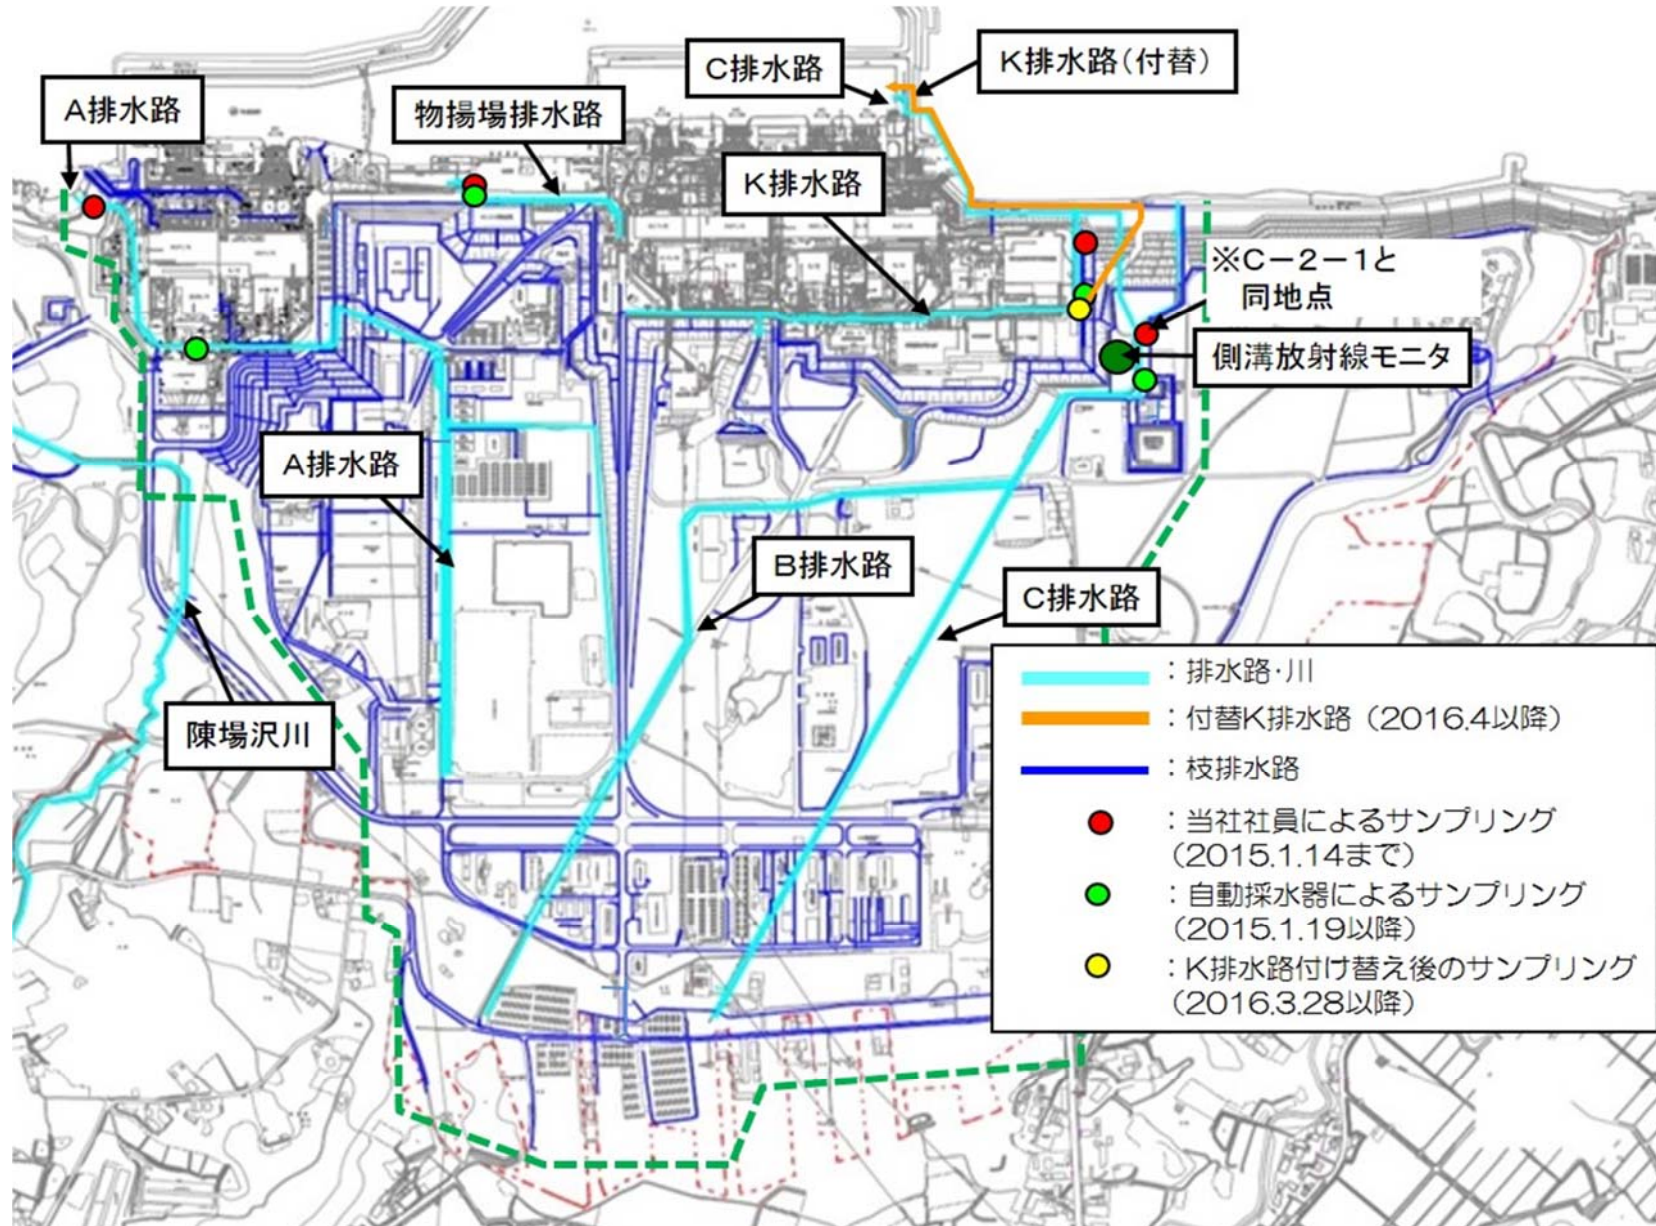 C排水路
K排水路(付替)
A排水路
物揚場排水路
K排水路
※C－2－1と
同地点
側溝放射線モニタ
A排水路
B排水路
C排水路
陳場沢川
：排水路・川
：付替K排水路（2016.4以降）
：枝排水路
：当社社員によるサンプリング
（2015.1.14まで）
：自動採水器によるサンプリング
（2015.1.19以降）
：K排水路付け替え後のサンプリング
（2016.3.28以降）